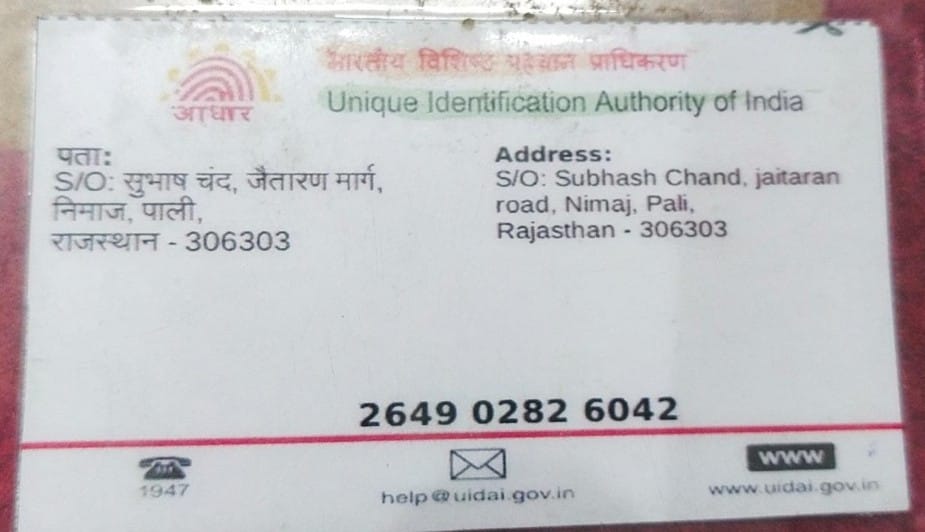 आधार
भारतीय विशिष्ट पहचान प्राधिकरण
Unique Identification Authority of India
पता:
S/O: सुभाष चंद, जैतारण मार्ग,
निमाज, पाली,
राजस्थान - 306303
Address:
S/O: Subhash Chand, jaitaran
road, Nimaj, Pali,
Rajasthan - 306303
2649 0282 6042
1947
help@uidai.gov.in
www
www.uidai.gov.in